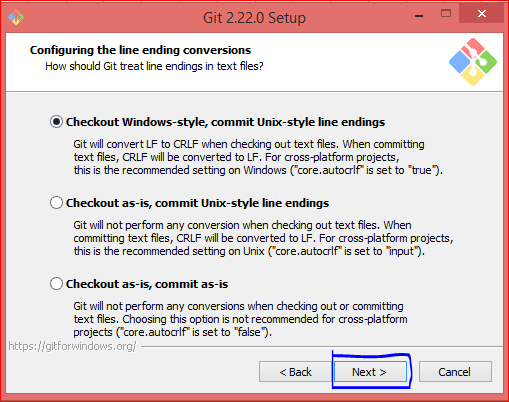 Git 2.22.0 Setup
Configuring the line ending conversions
How should Git treat line endings in text files?
Checkout Windows-style, commit Unix-style line endings
Git will convert LF to CRLF when checking out text files. When committing
text files, CRLF will be converted to LF. For cross-platform projects,
this is the recommended setting on Windows ("core.autocrlf" is set to "true").
Checkout as-is, commit Unix-style line endings
Git will not perform any conversion when checking out text files. When
committing text files, CRLF will be converted to LF. For cross-platform projects,
this is the recommended setting on Unix ("core.autocrlf" is set to "input").
Checkout as-is, commit as-is
Git will not perform any conversions when checking out or committing
text files. Choosing this option is not recommended for cross-platform
projects ("core.autocrlf" is set to "false").
https://gitforwindows.org/
< Back Next > Cancel